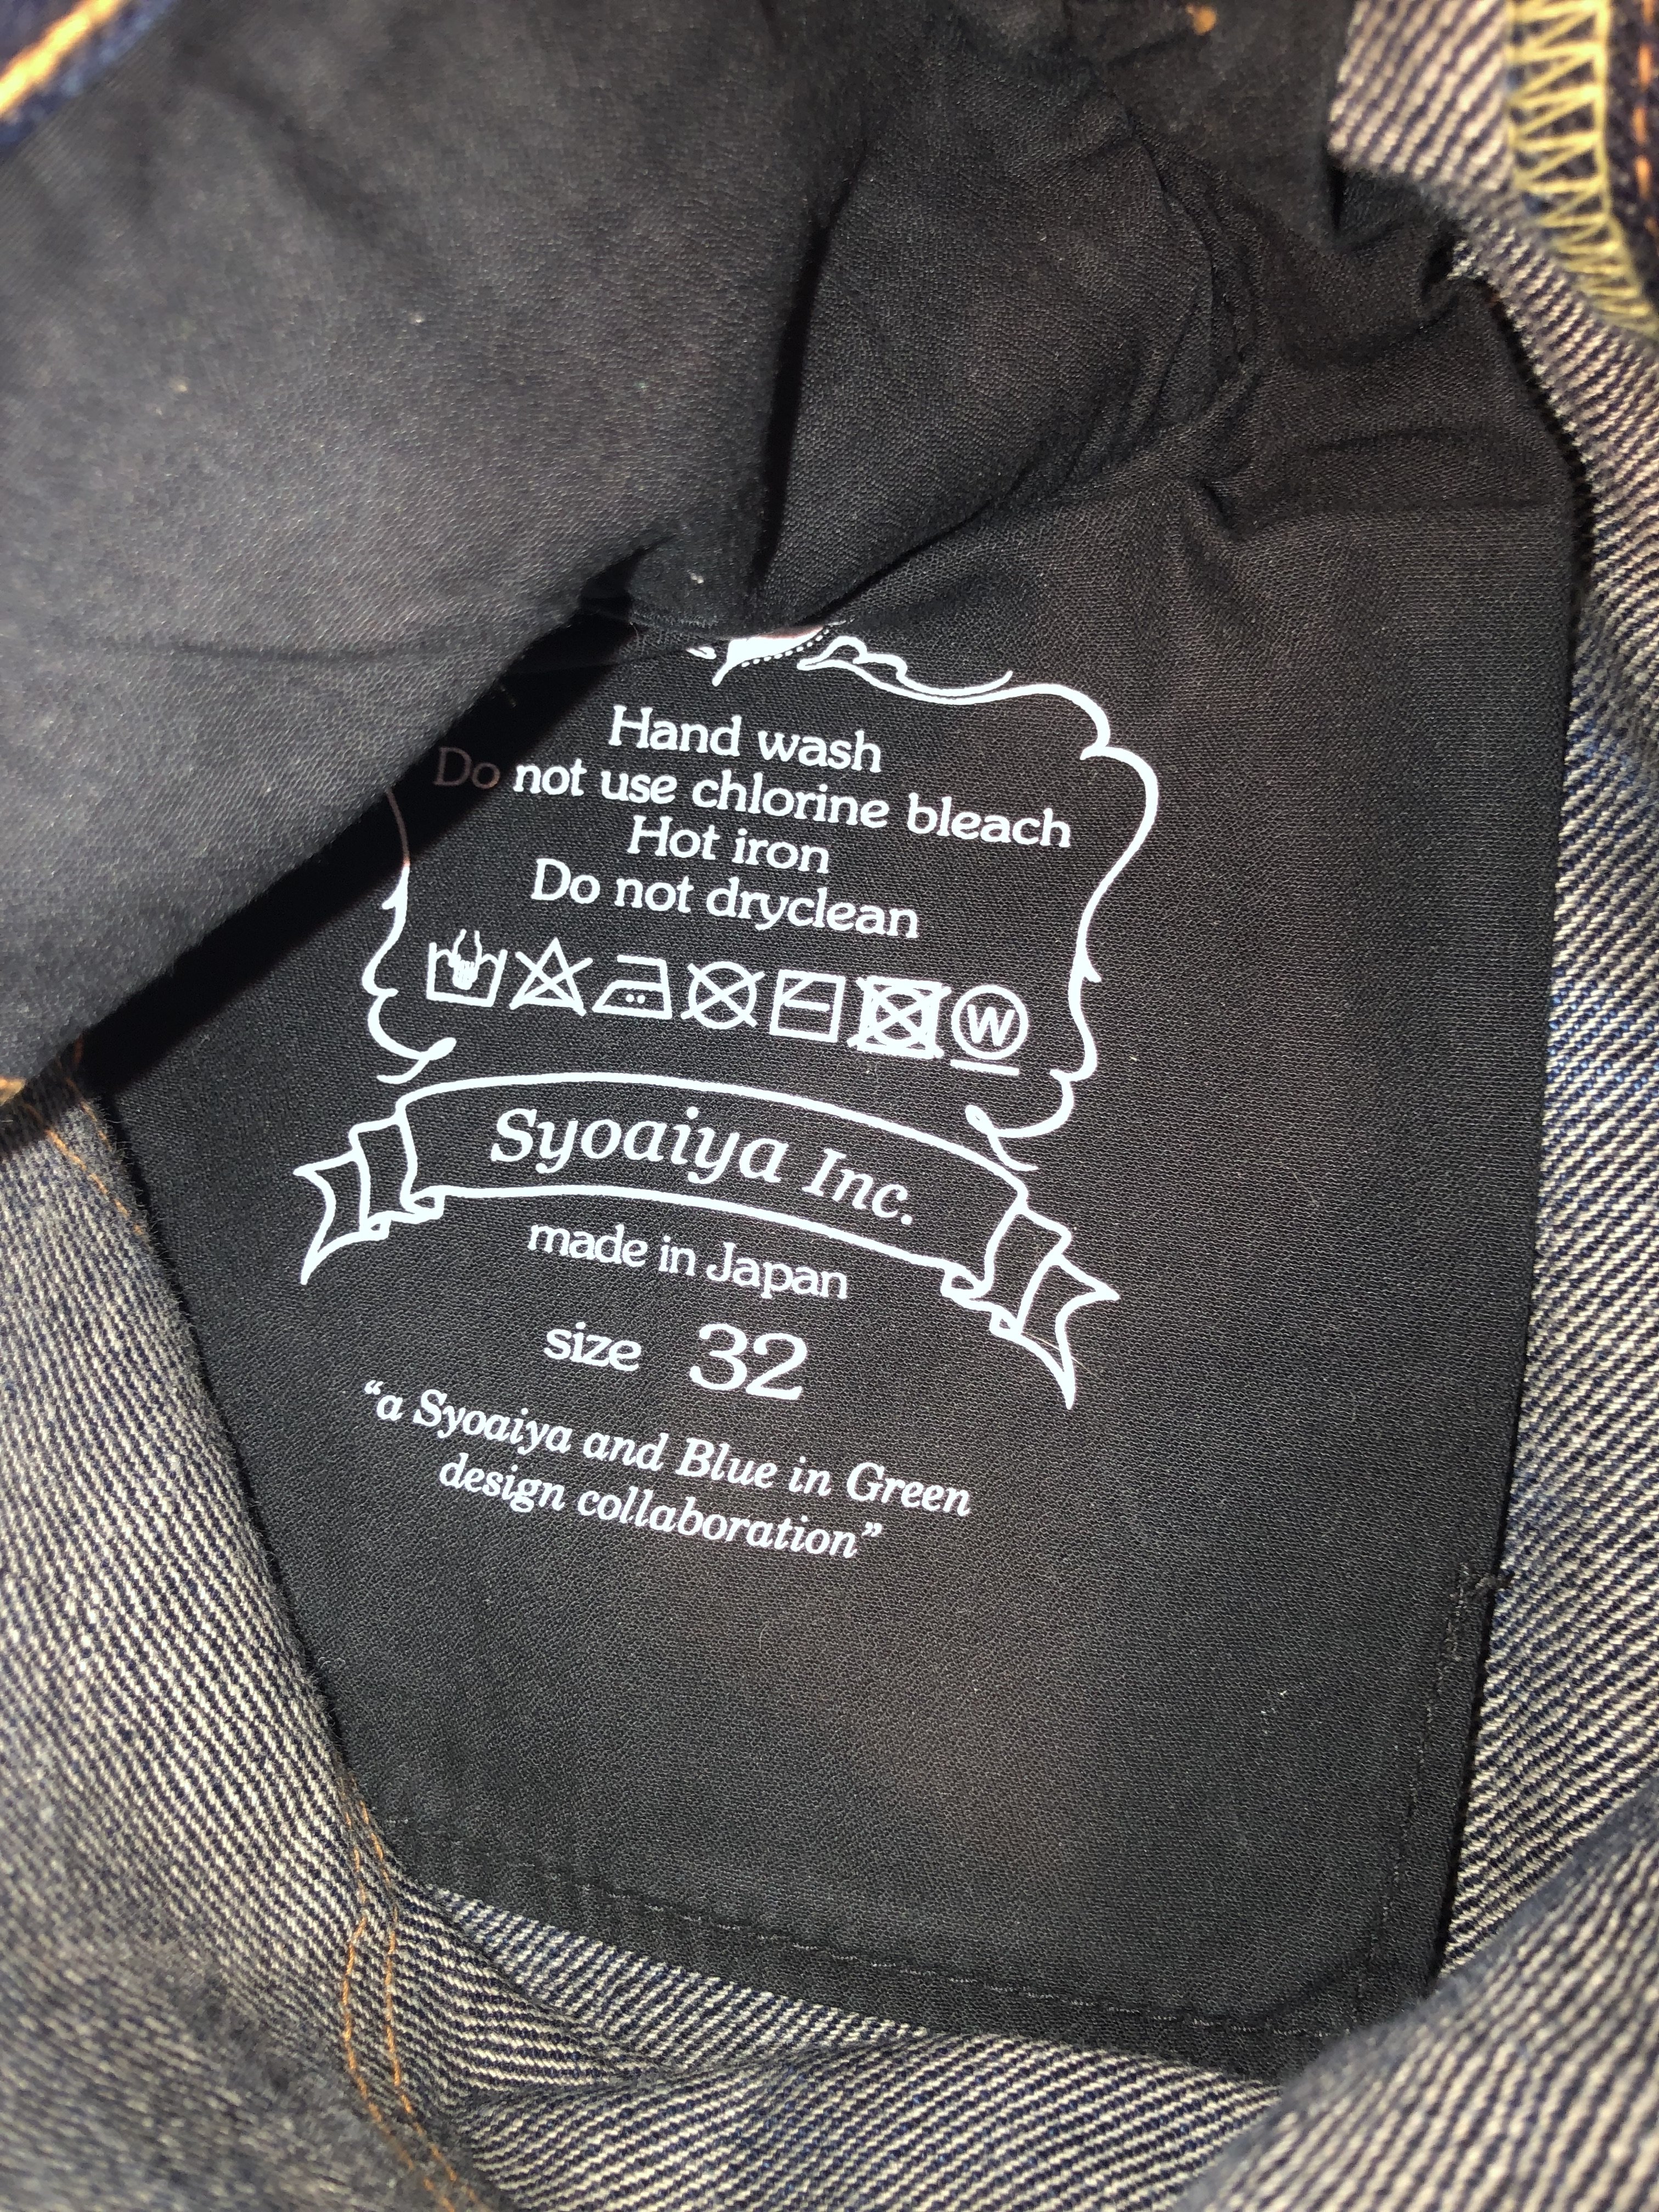 Hand wash
Do not use chlorine bleach
Hot iron
Do not dryclean
W
Syoaiya Inc.
made in Japan
size 32
“a Syoaiya and Blue in Green
design collaboration”